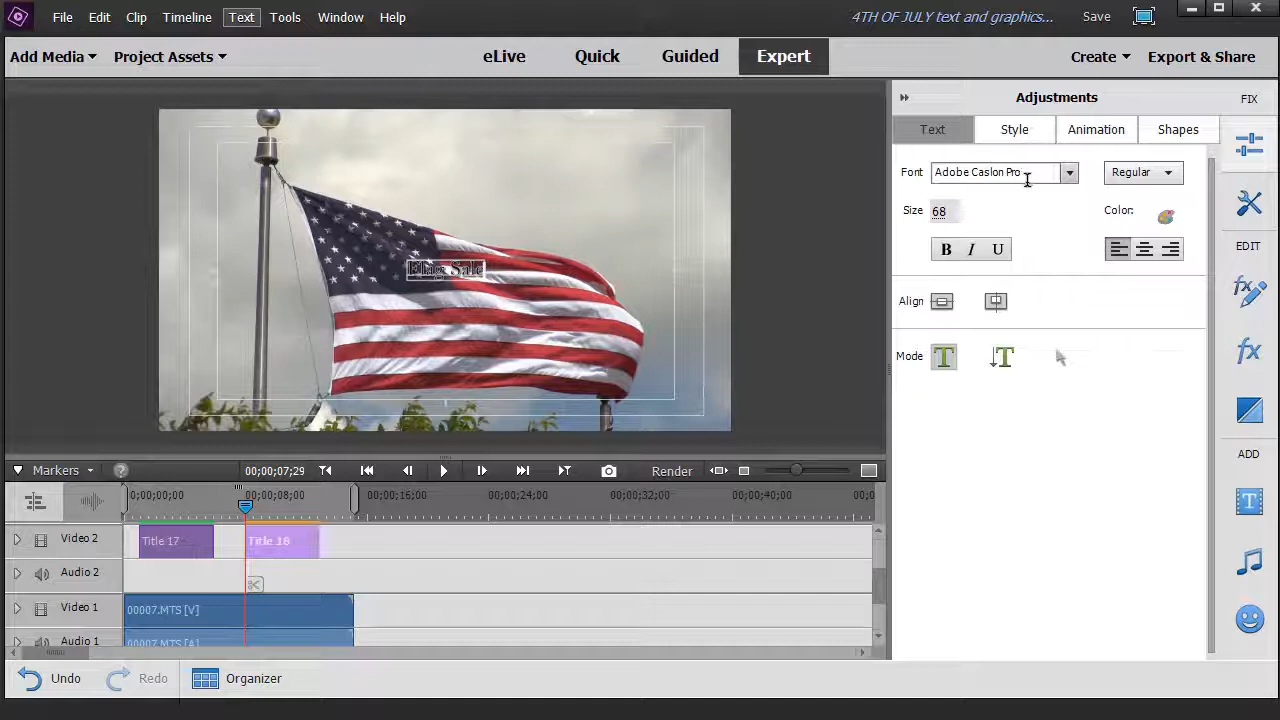 File Edit Clip Timeline Text Tools Window Help 4TH OF JULY text and graphics... Save
Add Media Project Assets eLive Quick Guided Expert Create Export & Share
Adjustments FIX
Text Style Animation Shapes
Font Adobe Caslon Pro Regular
Size 68 Color:
B I U
EDIT
Flag Sale
Align
Mode T T
ADD
Markers 00;00;07;29 Render
0;00;00;00 00;00;08;00 00;00;16;00 00;00;24;00 00;00;32;00 00;00;40;00 00;0
Video 2 Title 17 Title 18
Audio 2
Video 1 00007.MTS [V]
Audio 1 00007.MTS [A]
Undo Redo Organizer